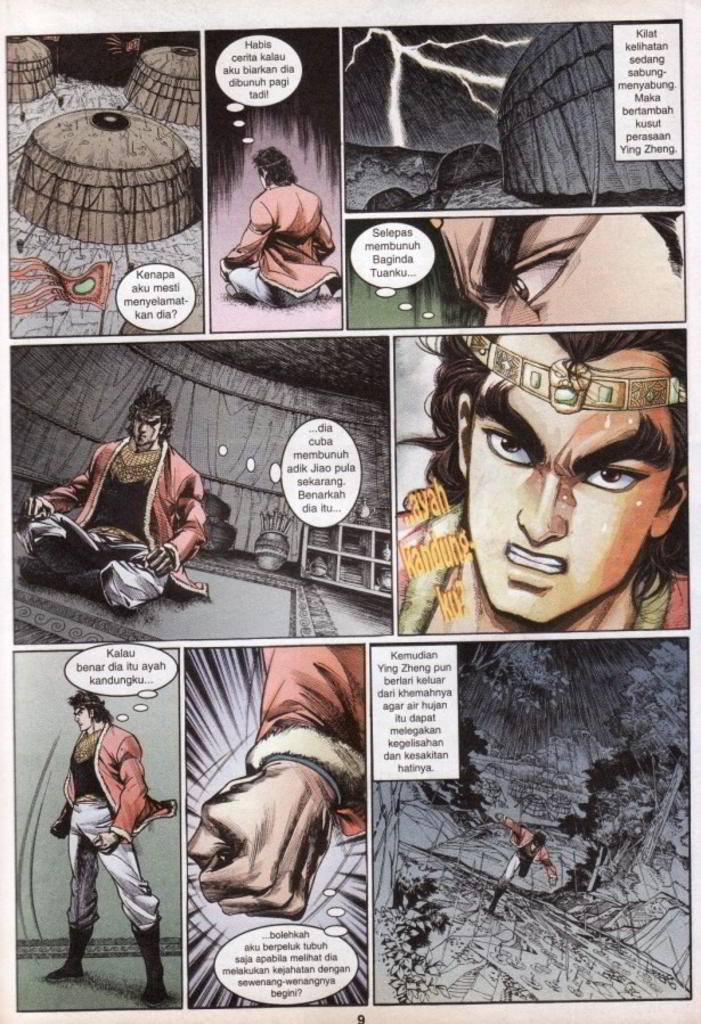 Kenapa
aku mesti
menyelamat-
kan dia?
Habis
cerita kalau
aku biarkan dia
dibunuh pagi
tadi!
Kilat
kelihatan
sedang
sabung-
menyabung.
Maka
bertambah
kusut
perasaan
Ying Zheng.
Selepas
membunuh
Baginda
Tuanku...
...dia
cuba
membunuh
adik Jiao pula
sekarang.
Benarkah
dia itu...
...ayah
kandung
ku?
Kalau
benar dia itu ayah
kandungku...
...bolehkah
aku berpeluk tubuh
saja apabila melihat dia
melakukan kejahatan dengan
sewenang-wenangnya
begini?
Kemudian
Ying Zheng pun
berlari keluar
dari khemahnya
agar air hujan
itu dapat
melegakan
kegelisahan
dan kesakitan
hatinya.
9